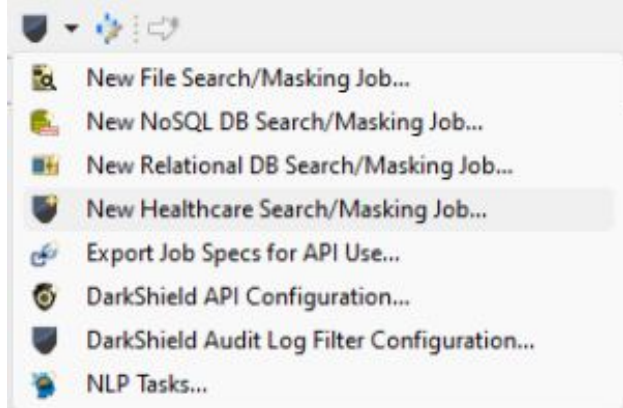 New File Search/Masking Job...
New NoSQL DB Search/Masking Job...
New Relational DB Search/Masking Job...
New Healthcare Search/Masking Job...
Export Job Specs for API Use...
DarkShield API Configuration...
DarkShield Audit Log Filter Configuration...
NLP Tasks...